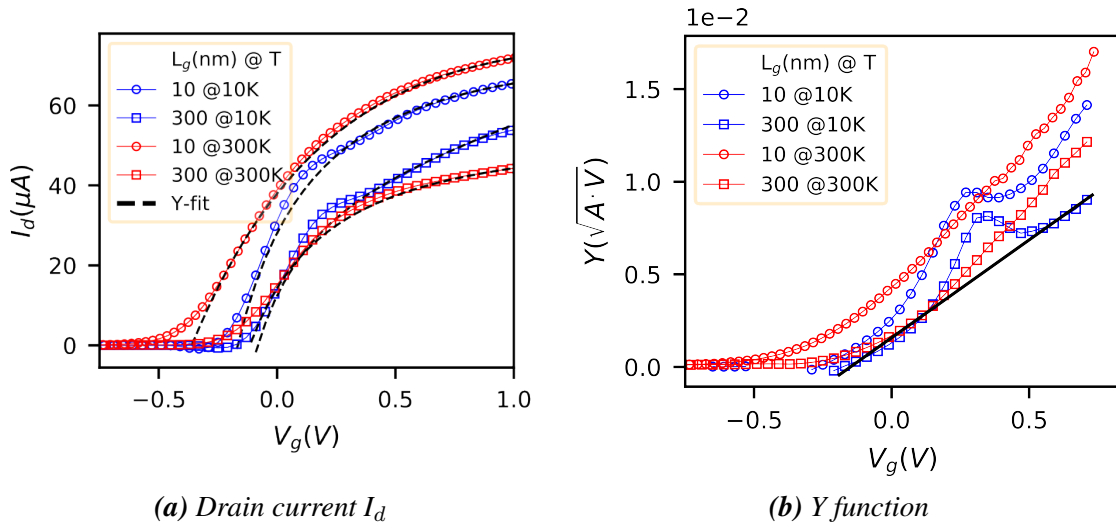 L_g(nm) @ T
10 @10K
300 @10K
10 @300K
300 @300K
Y-fit
60
40
20
0
I_d(μA)
−0.5 0.0 0.5 1.0
V_g(V)
(a) Drain current I_d
1e−2
L_g(nm) @ T
10 @10K
300 @10K
10 @300K
300 @300K
1.5
1.0
0.5
0.0
Y(√A · V)
−0.5 0.0 0.5
V_g(V)
(b) Y function